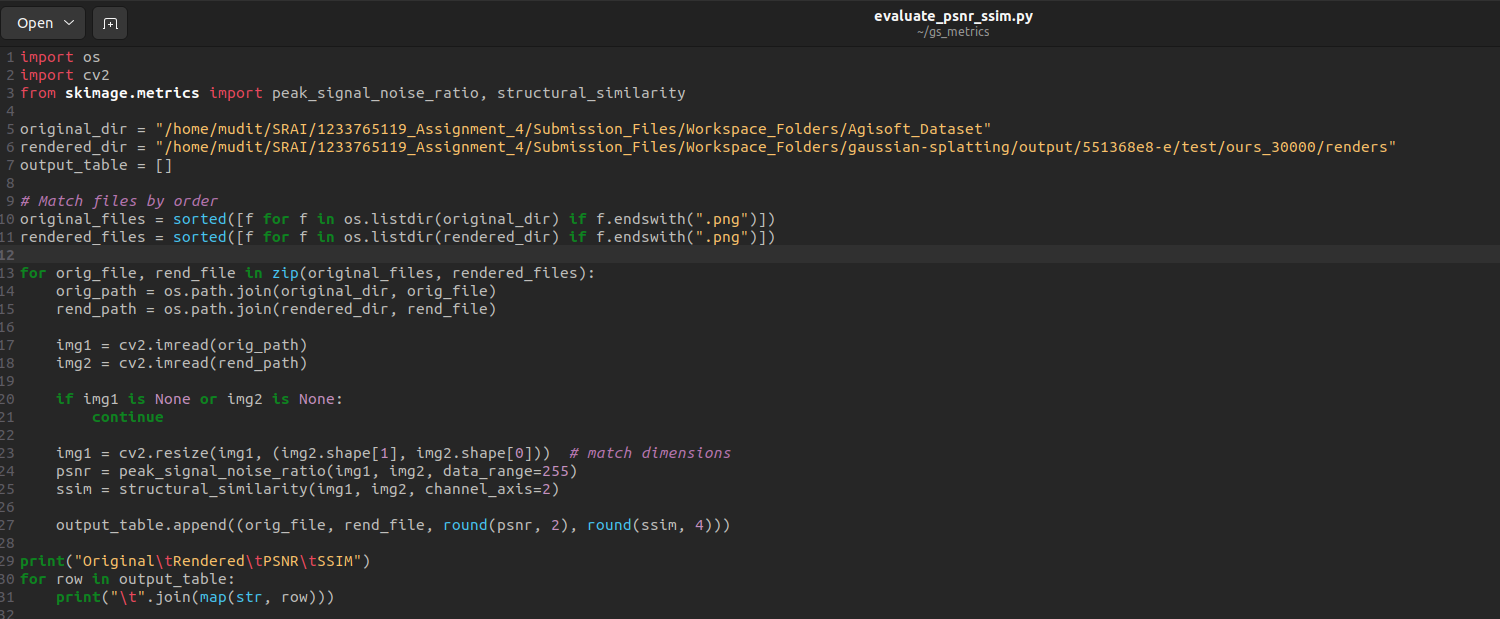 Open
evaluate_psnr_ssim.py
~/gs_metrics
1 import os
2 import cv2
3 from skimage.metrics import peak_signal_noise_ratio, structural_similarity
4
5 original_dir = "/home/mudit/SRAI/1233765119_Assignment_4/Submission_Files/Workspace_Folders/Agisoft_Dataset"
6 rendered_dir = "/home/mudit/SRAI/1233765119_Assignment_4/Submission_Files/Workspace_Folders/gaussian-splatting/output/551368e8-e/test/ours_30000/renders"
7 output_table = []
8
9 # Match files by order
10 original_files = sorted([f for f in os.listdir(original_dir) if f.endswith(".png")])
11 rendered_files = sorted([f for f in os.listdir(rendered_dir) if f.endswith(".png")])
12
13 for orig_file, rend_file in zip(original_files, rendered_files):
14     orig_path = os.path.join(original_dir, orig_file)
15     rend_path = os.path.join(rendered_dir, rend_file)
16
17     img1 = cv2.imread(orig_path)
18     img2 = cv2.imread(rend_path)
19
20     if img1 is None or img2 is None:
21         continue
22
23     img1 = cv2.resize(img1, (img2.shape[1], img2.shape[0]))  # match dimensions
24     psnr = peak_signal_noise_ratio(img1, img2, data_range=255)
25     ssim = structural_similarity(img1, img2, channel_axis=2)
26
27     output_table.append((orig_file, rend_file, round(psnr, 2), round(ssim, 4)))
28
29 print("Original\tRendered\tPSNR\tSSIM")
30 for row in output_table:
31     print("\t".join(map(str, row)))
32